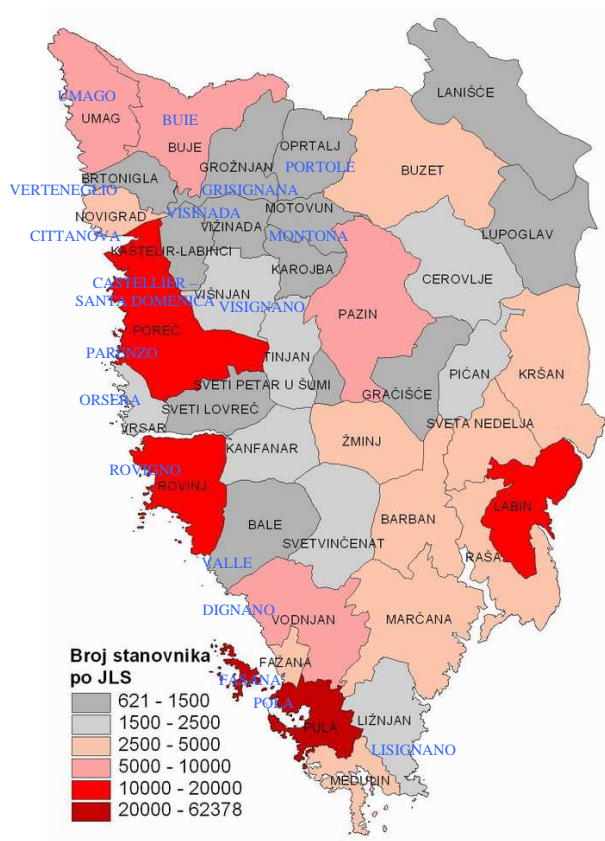 LANIŠĆE
UMAGO
UMAG
BUIE
BUJE
OPRTALJ
GROŽNJAN
PORTOLE
BUZET
BRTONIGLA
VERTENEGLIO
GRISIGNANA
NOVIGRAD
VISINADA
MOTOVUN
VIŽINADA
CITTANOVA
MONTONA
LUPOGLAV
KAŠTELIR-LABINCI
KAROJBA
CEROVLJE
CASTELLIER –
SANTA DOMENICA
VIŠNJAN
VISIGNANO
PAZIN
POREČ
PARENZO
TINJAN
PIĆAN
KRŠAN
SVETI PETAR U ŠUMI
GRAČIŠĆE
ORSERA
SVETI LOVREČ
SVETA NEDELJA
VRSAR
KANFANAR
ŽMINJ
ROVIGNO
ROVINJ
LABIN
BALE
BARBAN
SVETVINČENAT
RAŠA
VALLE
DIGNANO
VODNJAN
MARČANA
Broj stanovnika
po JLS
FAŽANA
FASANA
621 - 1500
POLA
LIŽNJAN
1500 - 2500
PULA
2500 - 5000
LISIGNANO
5000 - 10000
MEDULIN
10000 - 20000
20000 - 62378